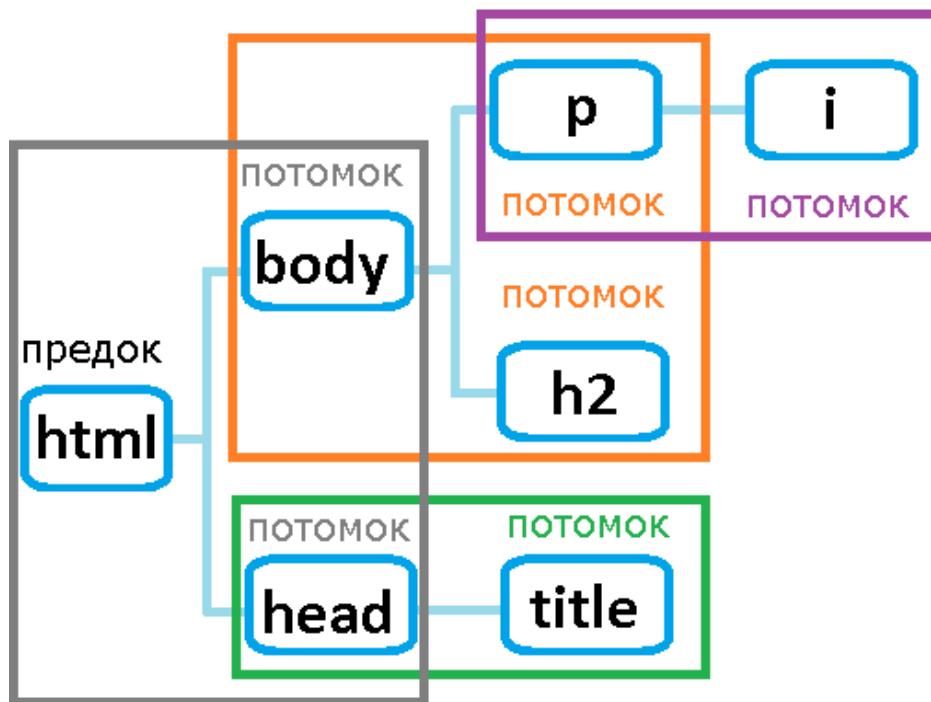 p
i
потомок
потомок
потомок
body
потомок
предок
h2
html
потомок
потомок
head
title